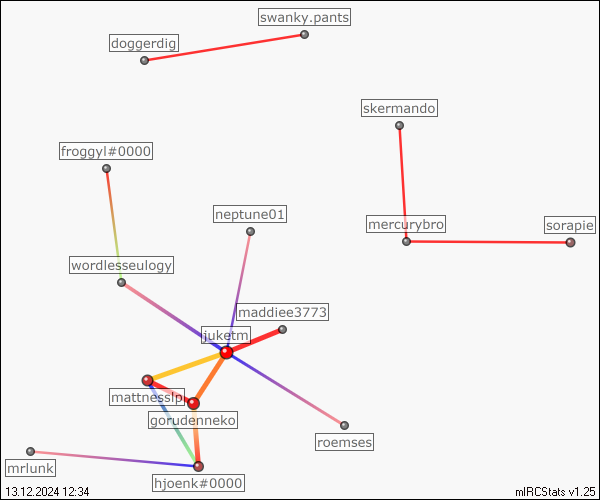 swanky.pants
doggerdig
skermando
froggyl#0000
neptune01
mercurybro
sorapie
wordlesseulogy
maddiee3773
juketm
mattnesslp
gorudenneko
roemses
mrlunk
hjoenk#0000
13.12.2024 12:34
mIRCStats v1.25